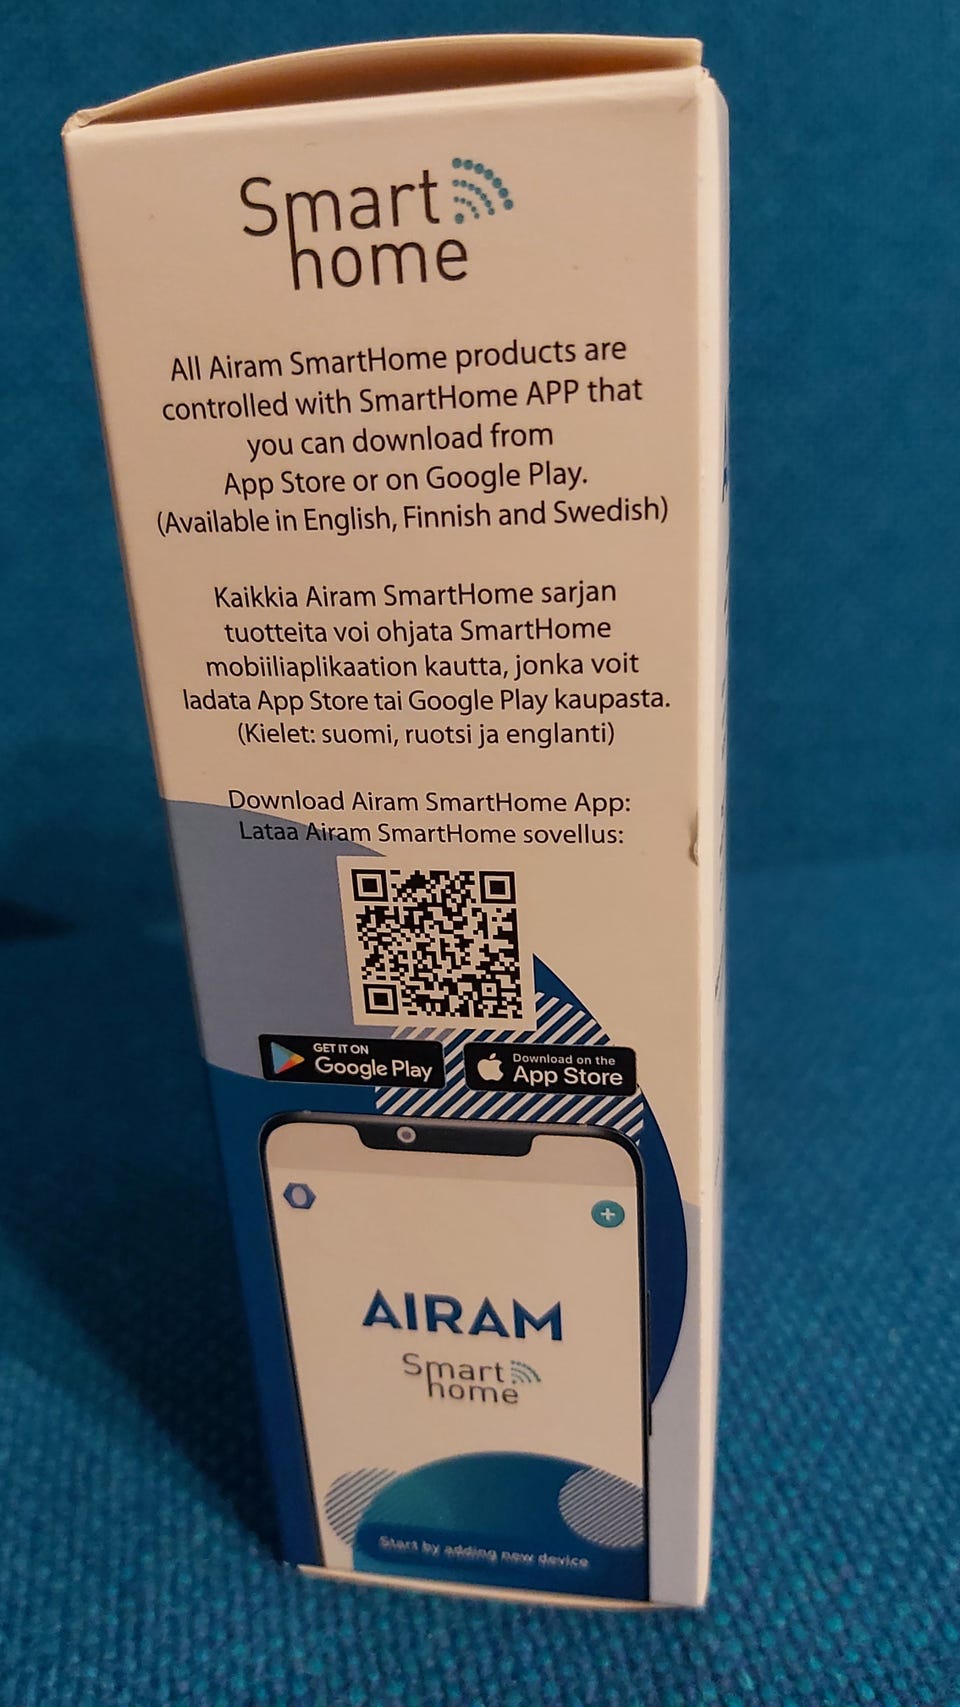 Smart
home
All Airam SmartHome products are
controlled with SmartHome APP that
you can download from
App Store or on Google Play.
(Available in English, Finnish and Swedish)
Kaikkia Airam SmartHome sarjan
tuotteita voi ohjata SmartHome
mobiiliaplikaation kautta, jonka voit
ladata App Store tai Google Play kaupasta.
(Kielet: suomi, ruotsi ja englanti)
Download Airam SmartHome App:
Lataa Airam SmartHome sovellus:
GET IT ON
Google Play
Download on the
App Store
AIRAM
Smart
home
Start by adding new device